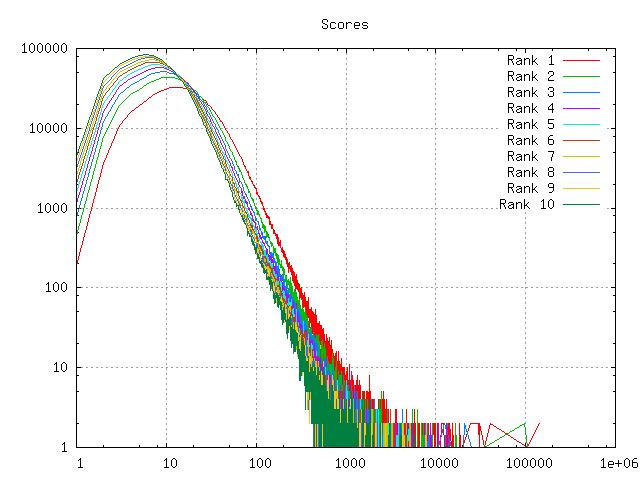 Scores
100000
10000
1000
100
10
1
Rank 1
Rank 2
Rank 3
Rank 4
Rank 5
Rank 6
Rank 7
Rank 8
Rank 9
Rank 10
1 10 100 1000 10000 100000 1e+06